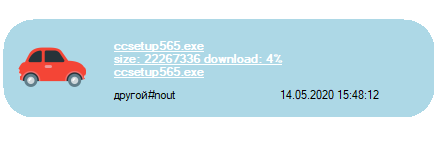 ccsetup565.exe
size: 22267336 download: 4%
ccsetup565.exe
другой#nout 14.05.2020 15:48:12